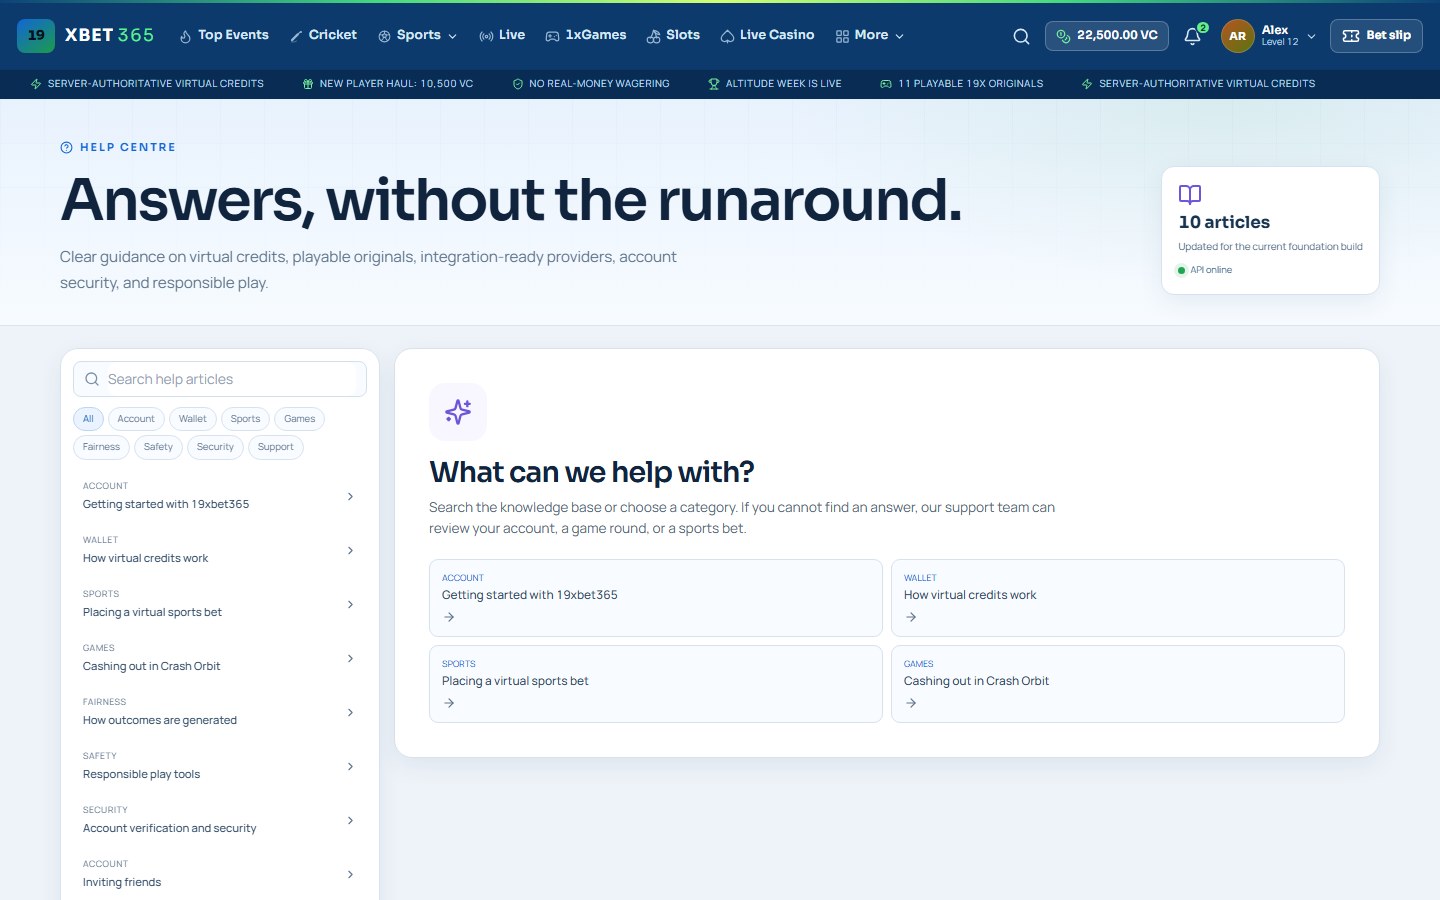 19 XBET 365 Top Events Cricket Sports Live 1xGames Slots Live Casino More 22,500.00 VC 2 AR Alex Level 12 Bet slip
SERVER-AUTHORITATIVE VIRTUAL CREDITS NEW PLAYER HAUL: 10,500 VC NO REAL-MONEY WAGERING ALTITUDE WEEK IS LIVE 11 PLAYABLE 19X ORIGINALS SERVER-AUTHORITATIVE VIRTUAL CREDITS
HELP CENTRE
Answers, without the runaround.
Clear guidance on virtual credits, playable originals, integration-ready providers, account
security, and responsible play.
10 articles
Updated for the current foundation build
API online
Search help articles
All Account Wallet Sports Games
Fairness Safety Security Support
ACCOUNT
Getting started with 19xbet365
WALLET
How virtual credits work
SPORTS
Placing a virtual sports bet
GAMES
Cashing out in Crash Orbit
FAIRNESS
How outcomes are generated
SAFETY
Responsible play tools
SECURITY
Account verification and security
ACCOUNT
Inviting friends
What can we help with?
Search the knowledge base or choose a category. If you cannot find an answer, our support team can
review your account, a game round, or a sports bet.
ACCOUNT
Getting started with 19xbet365
WALLET
How virtual credits work
SPORTS
Placing a virtual sports bet
GAMES
Cashing out in Crash Orbit